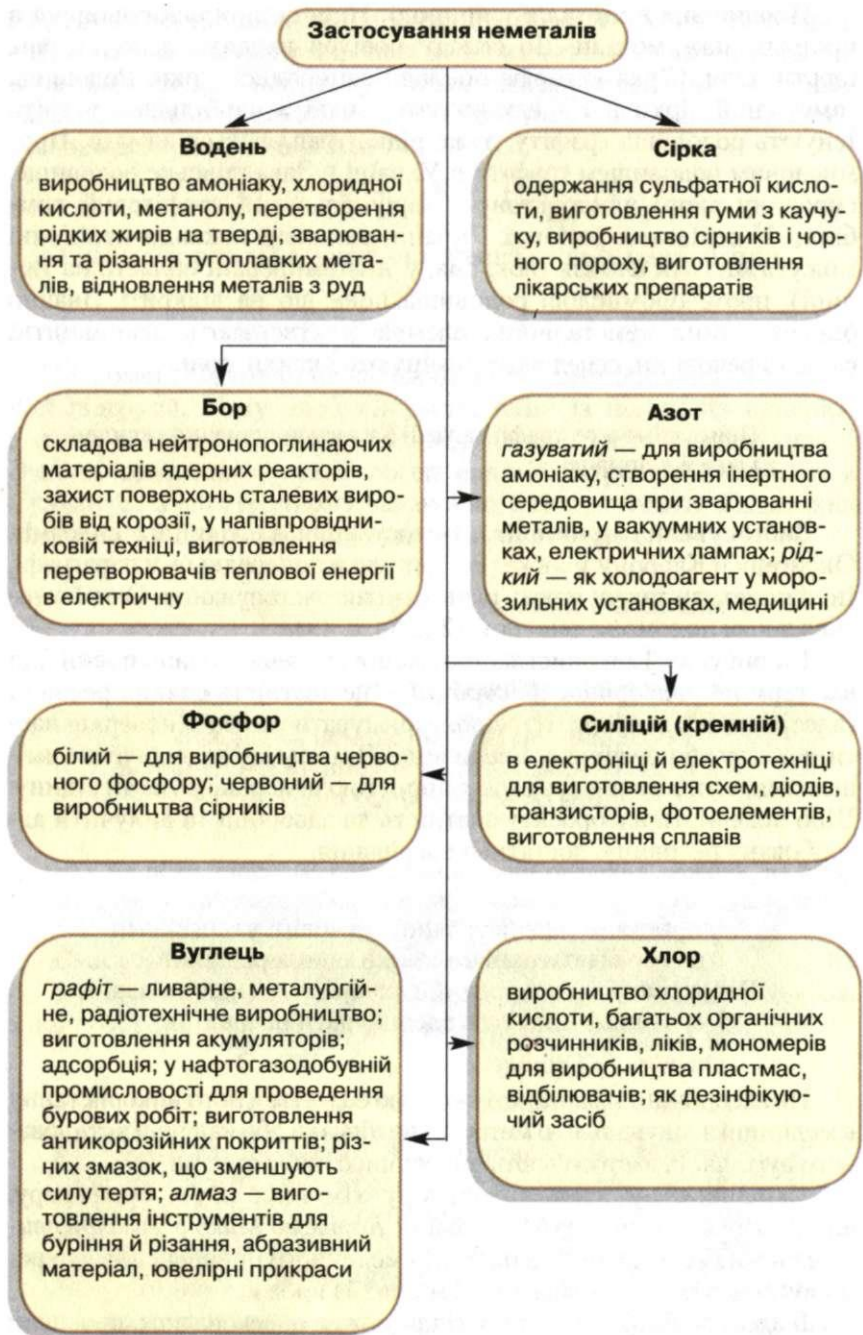 Застосування неметалів
Водень
виробництво амоніаку, хлоридної
кислоти, метанолу, перетворення
рідких жирів на тверді, зварюван-
ня та різання тугоплавких мета-
лів, відновлення металів з руд
Сірка
одержання сульфатної кисло-
ти, виготовлення гуми з каучу-
ку, виробництво сірників і чор-
ного пороху, виготовлення
лікарських препаратів
Бор
складова нейтронопоглинаючих
матеріалів ядерних реакторів,
захист поверхонь сталевих виро-
бів від корозії, у напівпровідни-
ковій техніці, виготовлення
перетворювачів теплової енергії
в електричну
Азот
газуватий — для виробництва
амоніаку, створення інертного
середовища при зварюванні
металів, у вакуумних установ-
ках, електричних лампах; рід-
кий — як холодоагент у моро-
зильних установках, медицині
Фосфор
білий — для виробництва черво-
ного фосфору; червоний — для
виробництва сірників
Силіцій (кремній)
в електроніці й електротехніці
для виготовлення схем, діодів,
транзисторів, фотоелементів,
виготовлення сплавів
Вуглець
графіт — ливарне, металургій-
не, радіотехнічне виробництво;
виготовлення акумуляторів;
адсорбція; у нафтогазодобувній
промисловості для проведення
бурових робіт; виготовлення
антикорозійних покриттів; різ-
них змазок, що зменшують
силу тертя; алмаз — виго-
товлення інструментів для
буріння й різання, абразивний
матеріал, ювелірні прикраси
Хлор
виробництво хлоридної
кислоти, багатьох органічних
розчинників, ліків, мономерів
для виробництва пластмас,
відбілювачів; як дезінфікую-
чий засіб